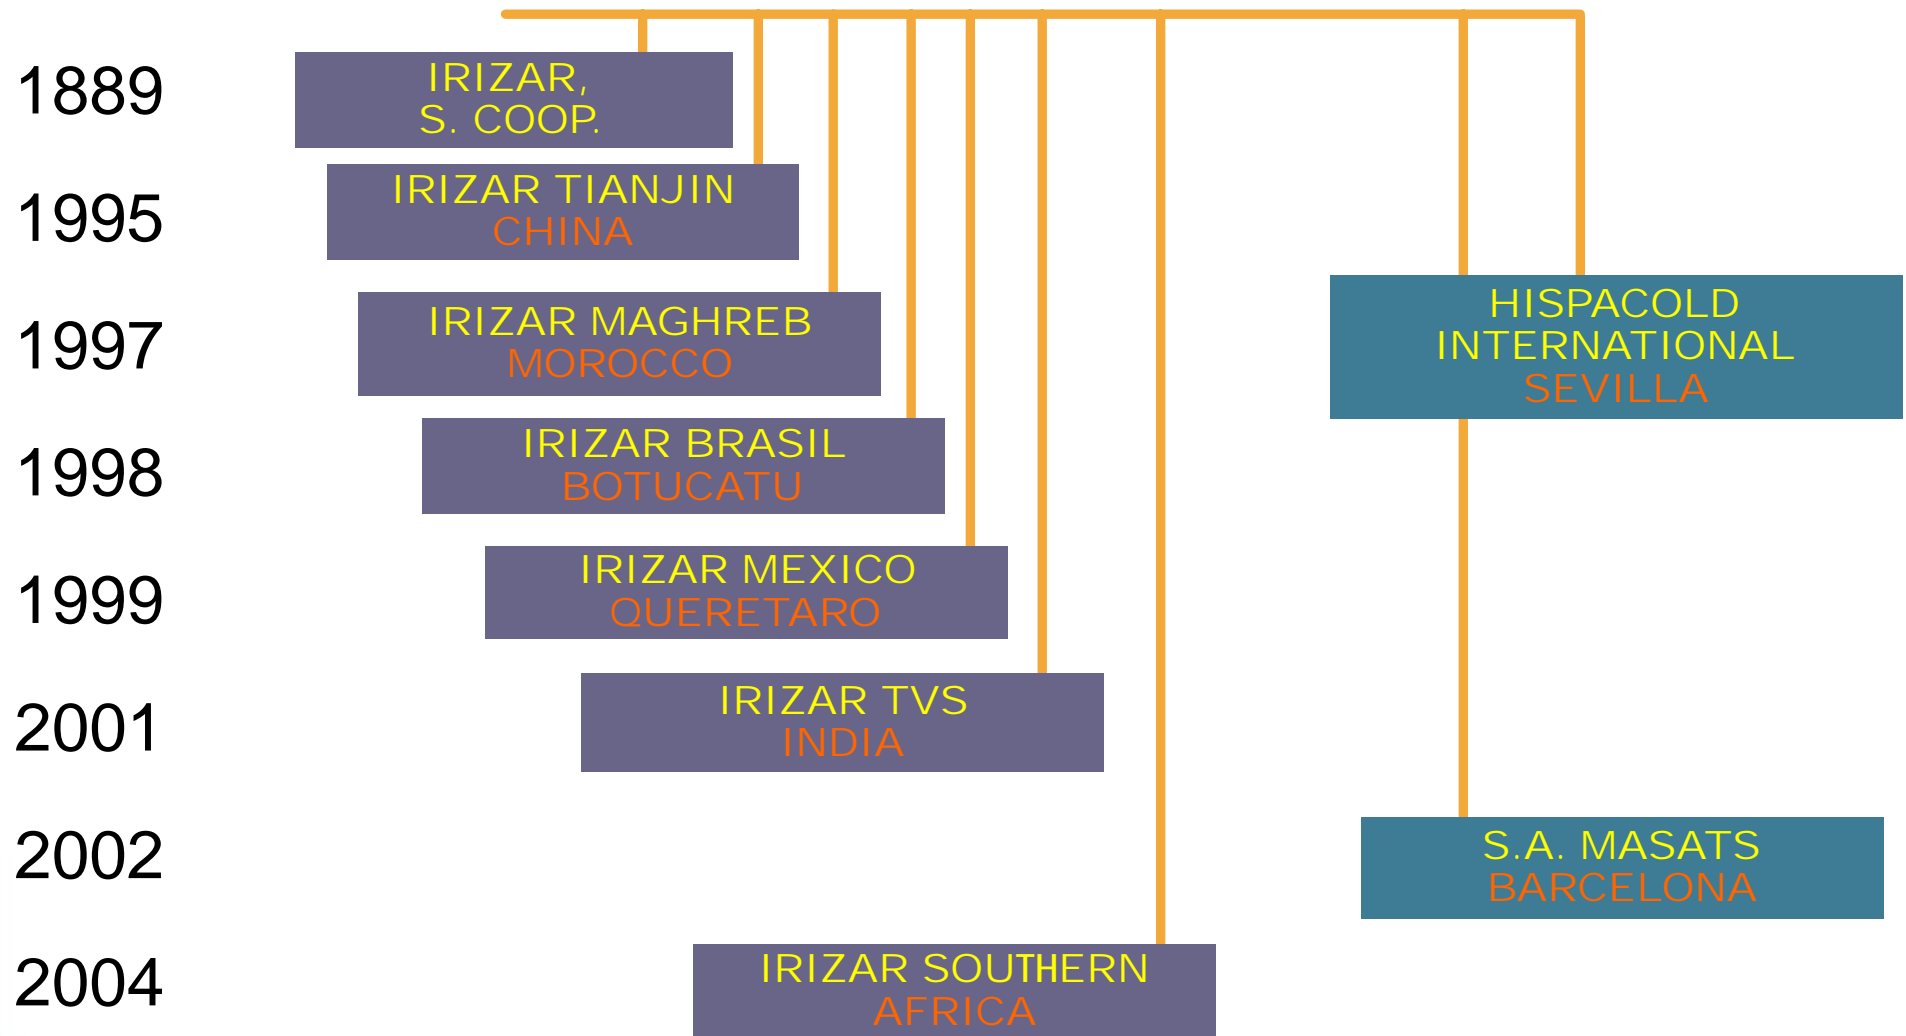 1889
IRIZAR,
S. COOP.
1995
IRIZAR TIANJIN
CHINA
1997
IRIZAR MAGHREB
MOROCCO
HISPACOLD
INTERNATIONAL
SEVILLA
1998
IRIZAR BRASIL
BOTUCATU
1999
IRIZAR MEXICO
QUERETARO
2001
IRIZAR TVS
INDIA
2002
S.A. MASATS
BARCELONA
2004
IRIZAR SOUTHERN
AFRICA